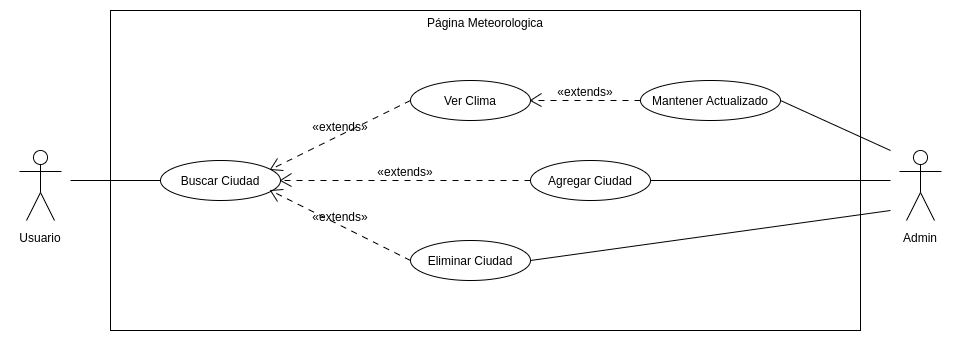 Página Meteorologica
Ver Clima
«extends»
Mantener Actualizado
«extends»
Buscar Ciudad
«extends»
Agregar Ciudad
«extends»
Eliminar Ciudad
Usuario
Admin